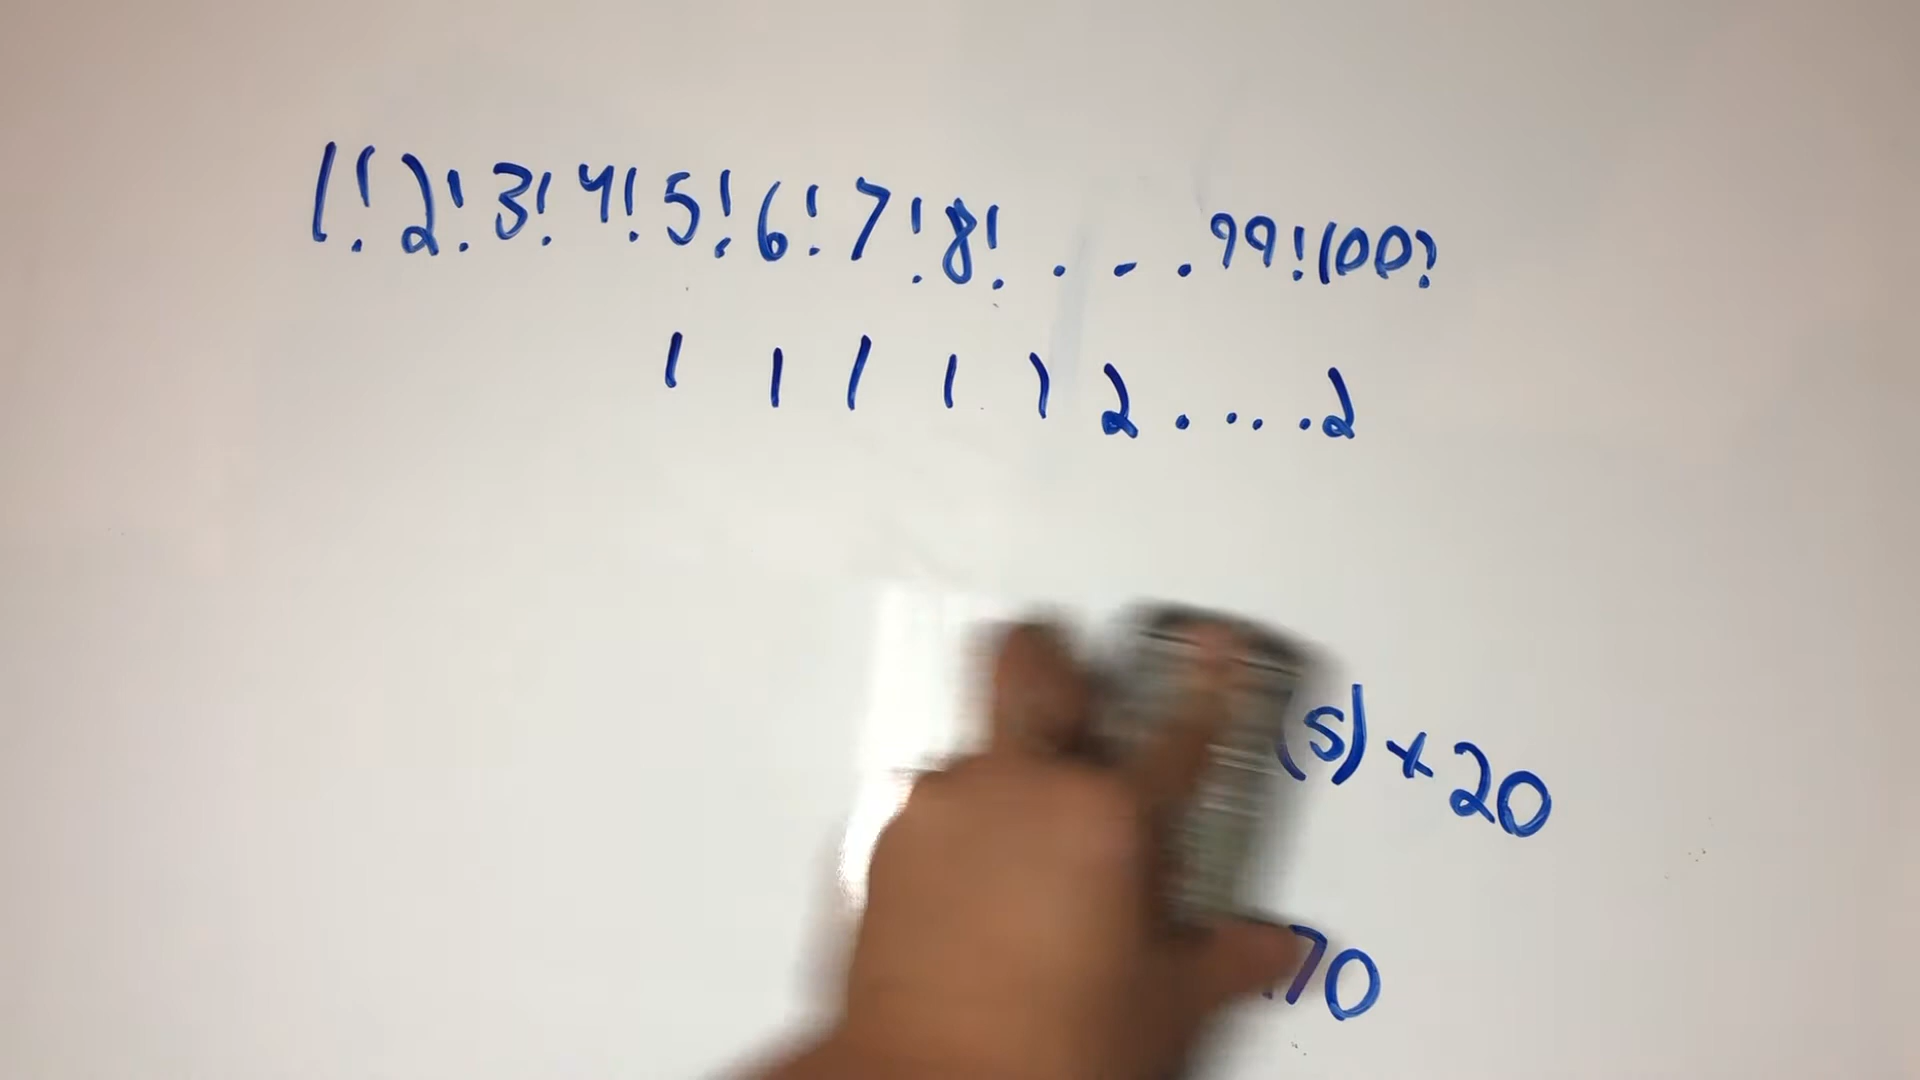 1! 2! 3! 4! 5! 6! 7! 8! . . . 99! 100!
1 1 1 1 1 2 . . . . . 2
(5) + 20
70